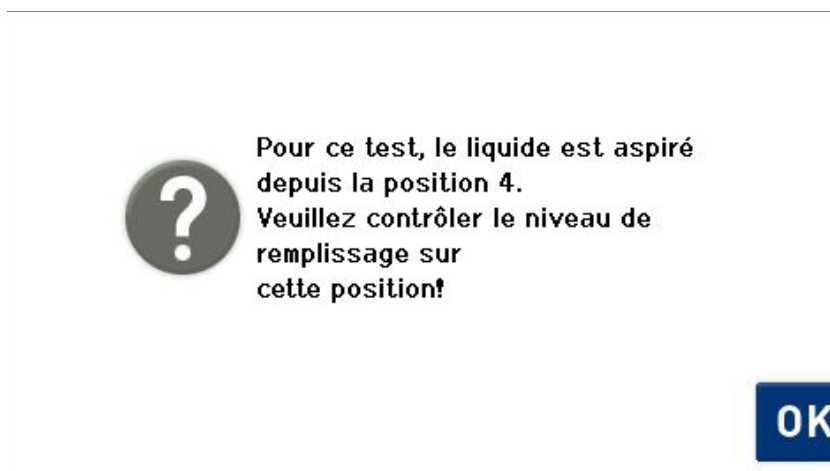 Pour ce test, le liquide est aspiré
depuis la position 4.
Veuillez contrôler le niveau de
remplissage sur
cette position!
OK